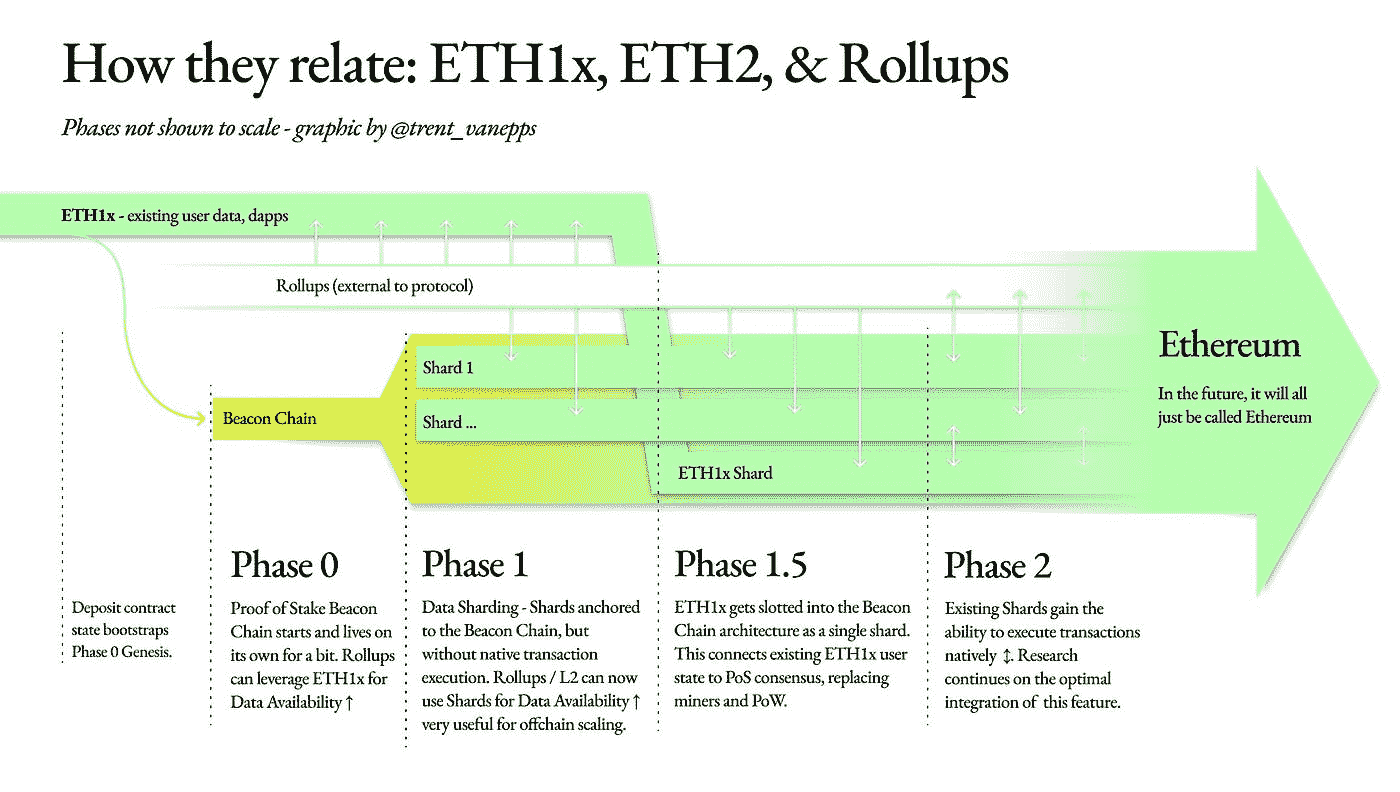 How they relate: ETH1x, ETH2, & Rollups
Phases not shown to scale - graphic by @trent_vanepps
ETH1x - existing user data, dapps
Rollups (external to protocol)
Beacon Chain
Shard 1
Shard ...
ETH1x Shard
Ethereum
In the future, it will all
just be called Ethereum
Deposit contract
state bootstraps
Phase 0 Genesis.
Phase 0
Proof of Stake Beacon
Chain starts and lives on
its own for a bit. Rollups
can leverage ETH1x for
Data Availability ↑
Phase 1
Data Sharding - Shards anchored
to the Beacon Chain, but
without native transaction
execution. Rollups / L2 can now
use Shards for Data Availability ↑
very useful for offchain scaling.
Phase 1.5
ETH1x gets slotted into the Beacon
Chain architecture as a single shard.
This connects existing ETH1x user
state to PoS consensus, replacing
miners and PoW.
Phase 2
Existing Shards gain the
ability to execute transactions
natively ↕. Research
continues on the optimal
integration of this feature.